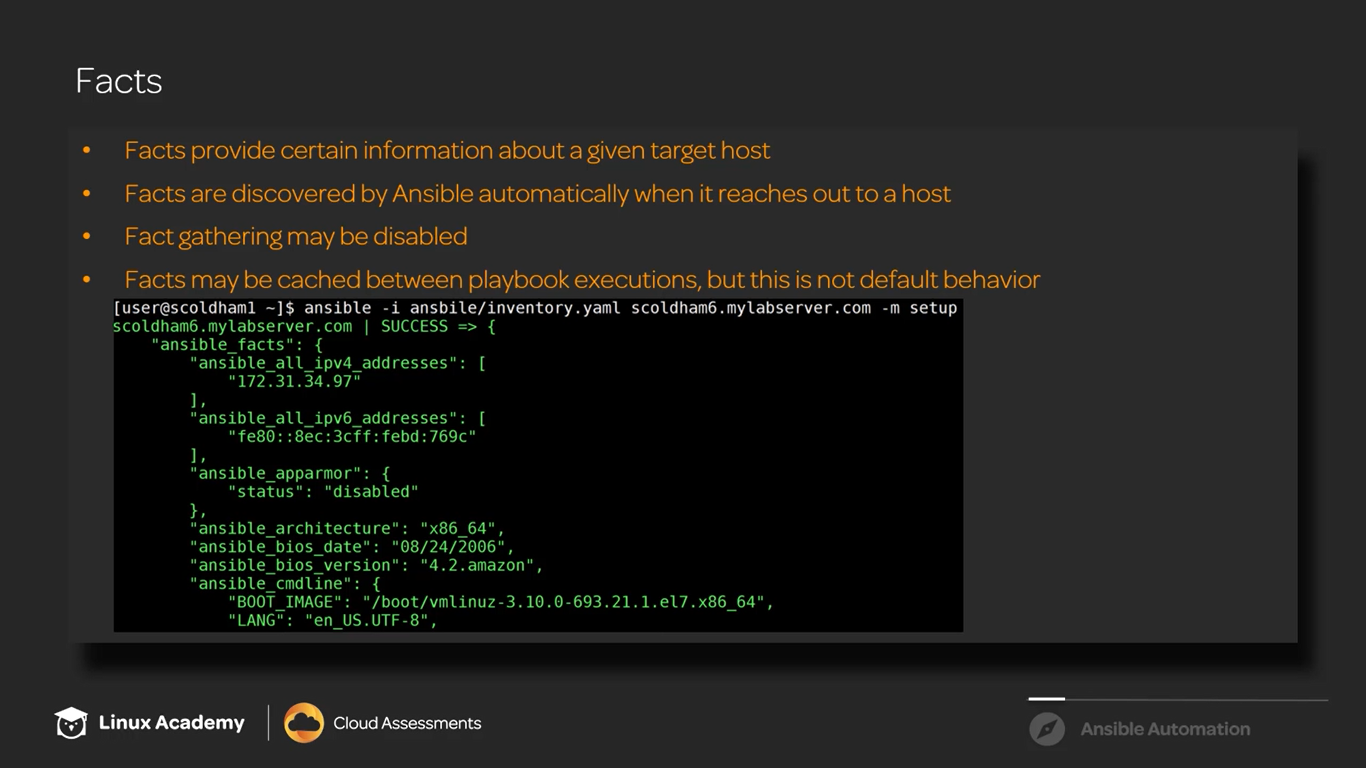 Facts
• Facts provide certain information about a given target host
• Facts are discovered by Ansible automatically when it reaches out to a host
• Fact gathering may be disabled
• Facts may be cached between playbook executions, but this is not default behavior
[user@scoldham1 ~]$ ansible -i ansbile/inventory.yaml scoldham6.mylabserver.com -m setup
scoldham6.mylabserver.com | SUCCESS => {
    "ansible_facts": {
        "ansible_all_ipv4_addresses": [
            "172.31.34.97"
        ],
        "ansible_all_ipv6_addresses": [
            "fe80::8ec:3cff:febd:769c"
        ],
        "ansible_apparmor": {
            "status": "disabled"
        },
        "ansible_architecture": "x86_64",
        "ansible_bios_date": "08/24/2006",
        "ansible_bios_version": "4.2.amazon",
        "ansible_cmdline": {
            "BOOT_IMAGE": "/boot/vmlinuz-3.10.0-693.21.1.el7.x86_64",
            "LANG": "en_US.UTF-8",
Linux Academy
Cloud Assessments
Ansible Automation